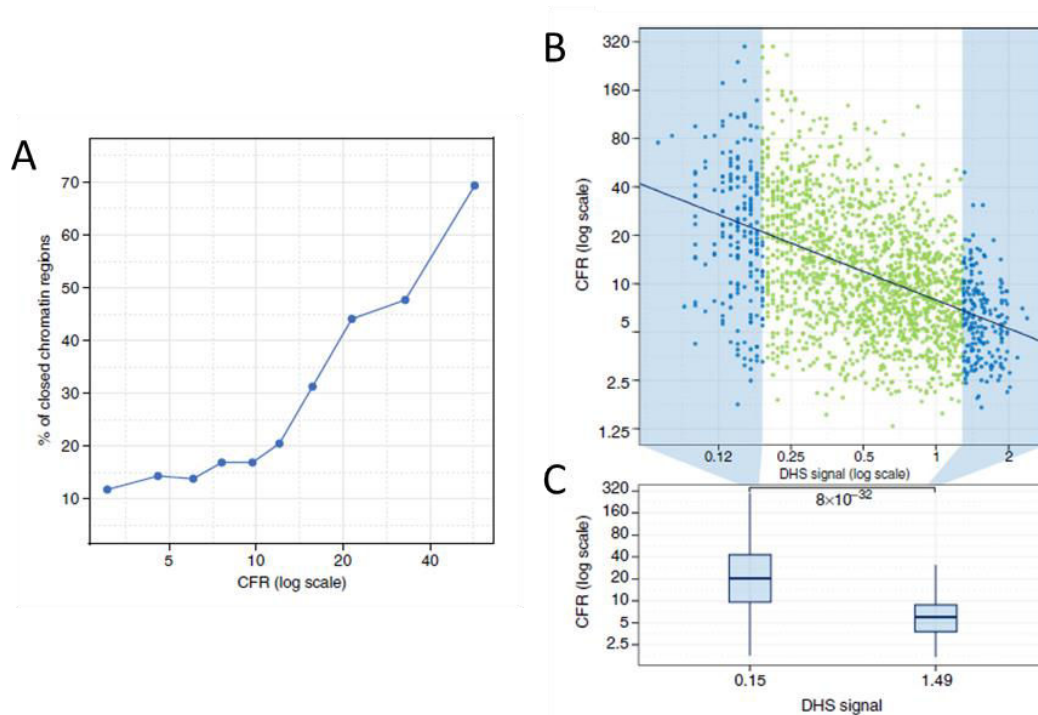 A
% of closed chromatin regions
70
60
50
40
30
20
10
5 10 20 40
CFR (log scale)
B
CFR (log scale)
320
160
80
40
20
10
5
2.5
1.25
0.12 0.25 0.5 1 2
DHS signal (log scale)
C
CFR (log scale)
320
160
80
40
20
10
5
2.5
8×10⁻³²
0.15 1.49
DHS signal